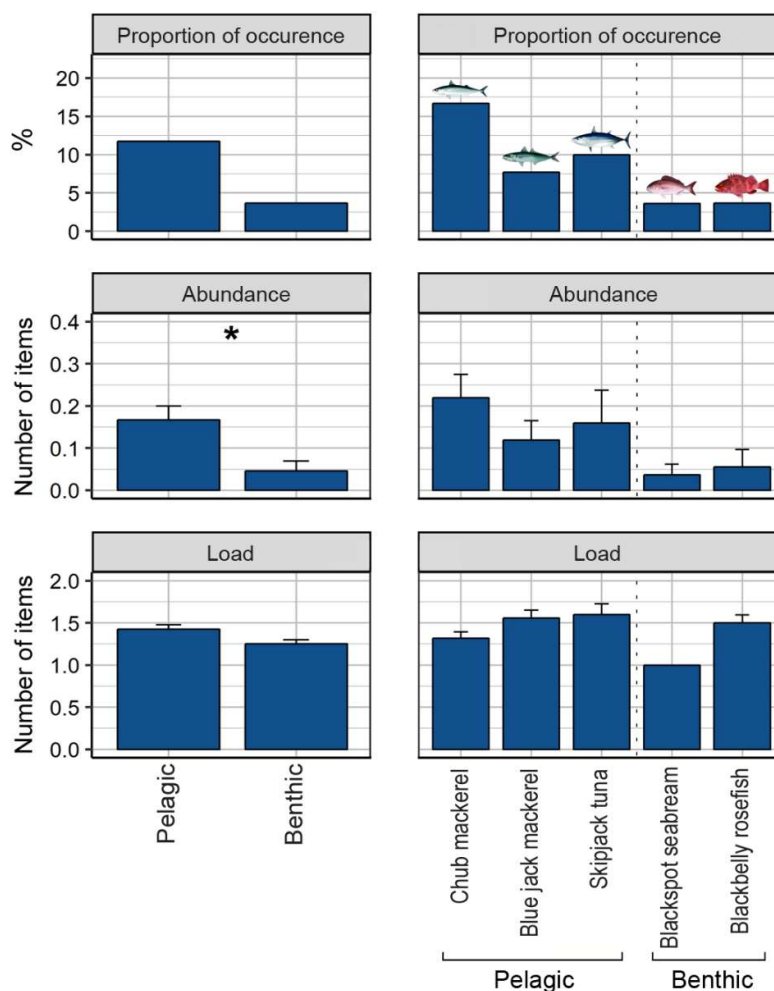 Proportion of occurence
Proportion of occurence
%
20
15
10
5
0
Abundance
Abundance
Number of items
0.4
0.3
0.2
0.1
0.0
*
Load
Load
Number of items
2.0
1.5
1.0
0.5
0.0
Pelagic
Benthic
Chub mackerel
Blue jack mackerel
Skipjack tuna
Blackspot seabream
Blackbelly rosefish
Pelagic
Benthic